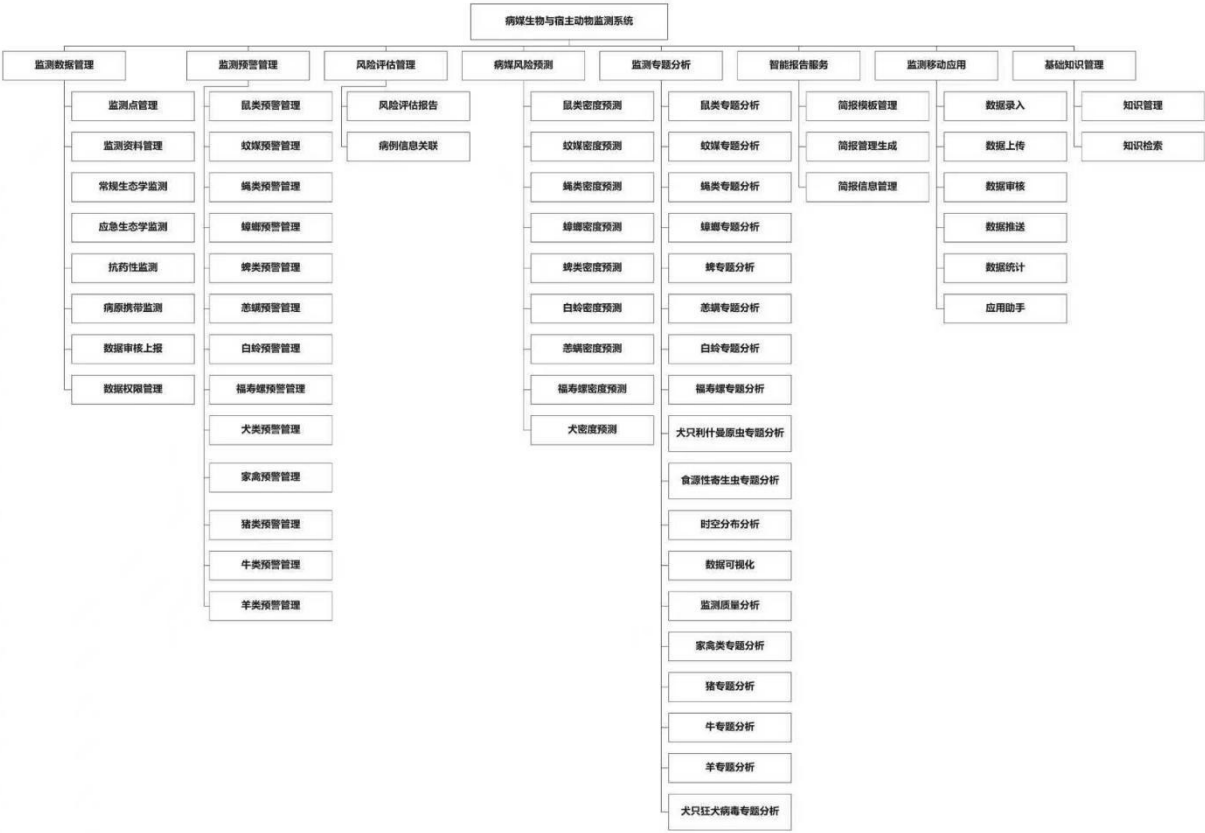 病媒生物与宿主动物监测系统
监测数据管理
监测点管理
监测资料管理
常规生态学监测
应急生态学监测
抗药性监测
病原携带监测
数据审核上报
数据权限管理
监测预警管理
鼠类预警管理
蚊媒预警管理
蝇类预警管理
蟑螂预警管理
蜱类预警管理
恙螨预警管理
白蛉预警管理
福寿螺预警管理
犬类预警管理
家禽预警管理
猪类预警管理
牛类预警管理
羊类预警管理
风险评估管理
风险评估报告
病例信息关联
病媒风险预测
鼠类密度预测
蚊媒密度预测
蝇类密度预测
蟑螂密度预测
蜱类密度预测
白蛉密度预测
恙螨密度预测
福寿螺密度预测
犬密度预测
监测专题分析
鼠类专题分析
蚊媒专题分析
蝇类专题分析
蟑螂专题分析
蜱专题分析
恙螨专题分析
白蛉专题分析
福寿螺专题分析
犬只利什曼原虫专题分析
食源性寄生虫专题分析
时空分布分析
数据可视化
监测质量分析
家禽类专题分析
猪专题分析
牛专题分析
羊专题分析
犬只狂犬病毒专题分析
智能报告服务
简报模板管理
简报管理生成
简报信息管理
监测移动应用
数据录入
数据上传
数据审核
数据推送
数据统计
应用助手
基础知识管理
知识管理
知识检索